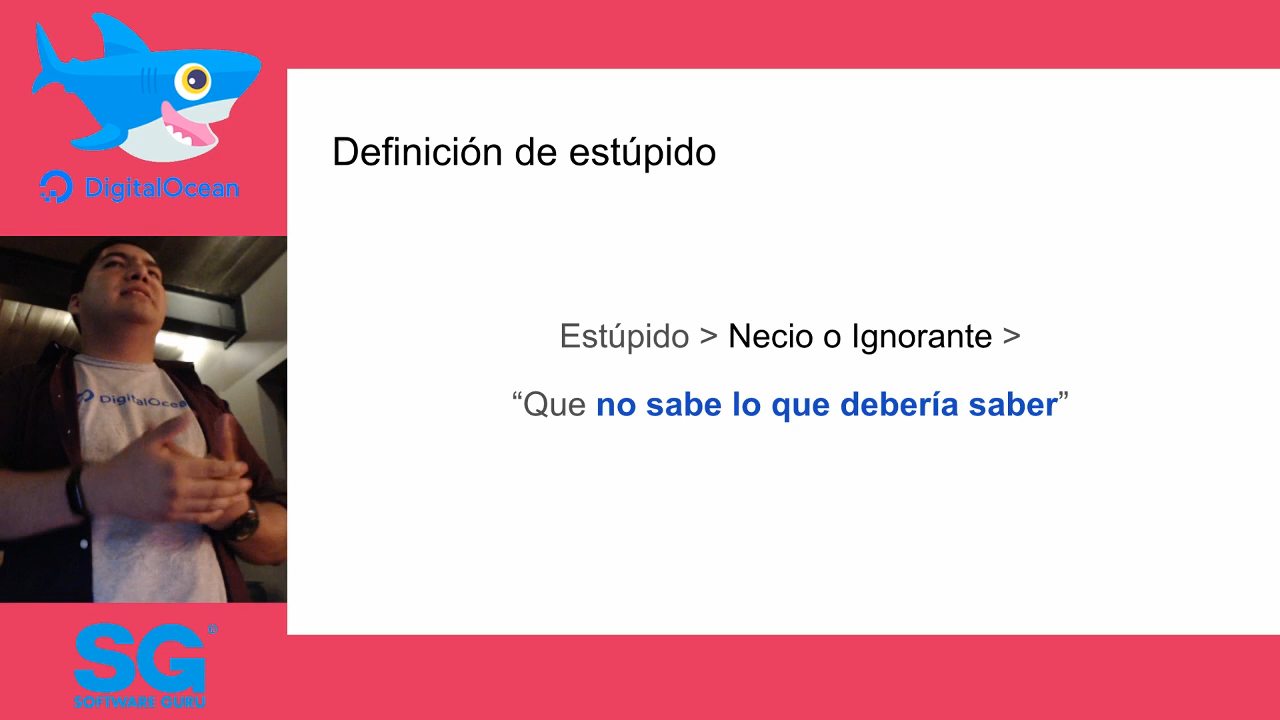 DigitalOcean
Definición de estúpido
Estúpido > Necio o Ignorante >
“Que no sabe lo que debería saber”
DigitalOcean
SG©
SOFTWARE GURU